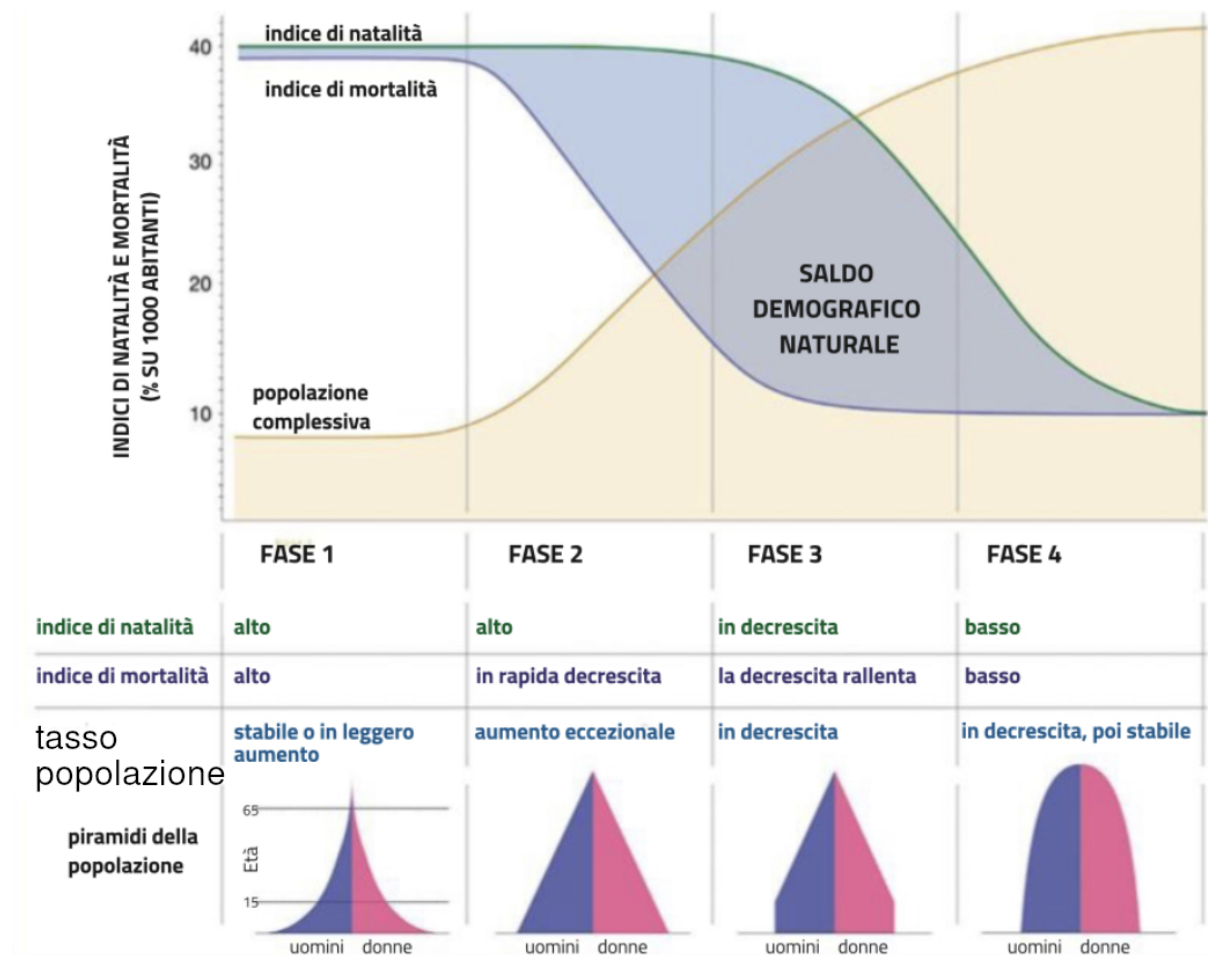 indice di natalità
40
indice di mortalità
30
INDICI DI NATALITÀ E MORTALITÀ
(% SU 1000 ABITANTI)
20
SALDO
DEMOGRAFICO
NATURALE
popolazione
complessiva
10
FASE 1 FASE 2 FASE 3 FASE 4
indice di natalità alto alto in decrescita basso
indice di mortalità alto in rapida decrescita la decrescita rallenta basso
tasso
popolazione
stabile o in leggero
aumento
aumento eccezionale
in decrescita
in decrescita, poi stabile
piramidi della
popolazione
65
Età
15
uomini donne uomini donne uomini donne uomini donne